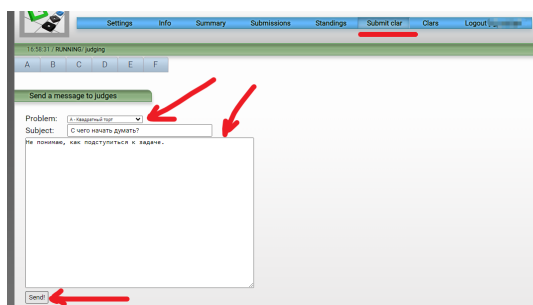 Settings Info Summary Submissions Standings Submit clar Clars Logout
16:50:31 / RUNNING/ judging
A B C D E F
Send a message to judges
Problem: A - Квадратный торт
Subject: С чего начать думать?
Не понимаю, как подступиться к задаче.
Send!